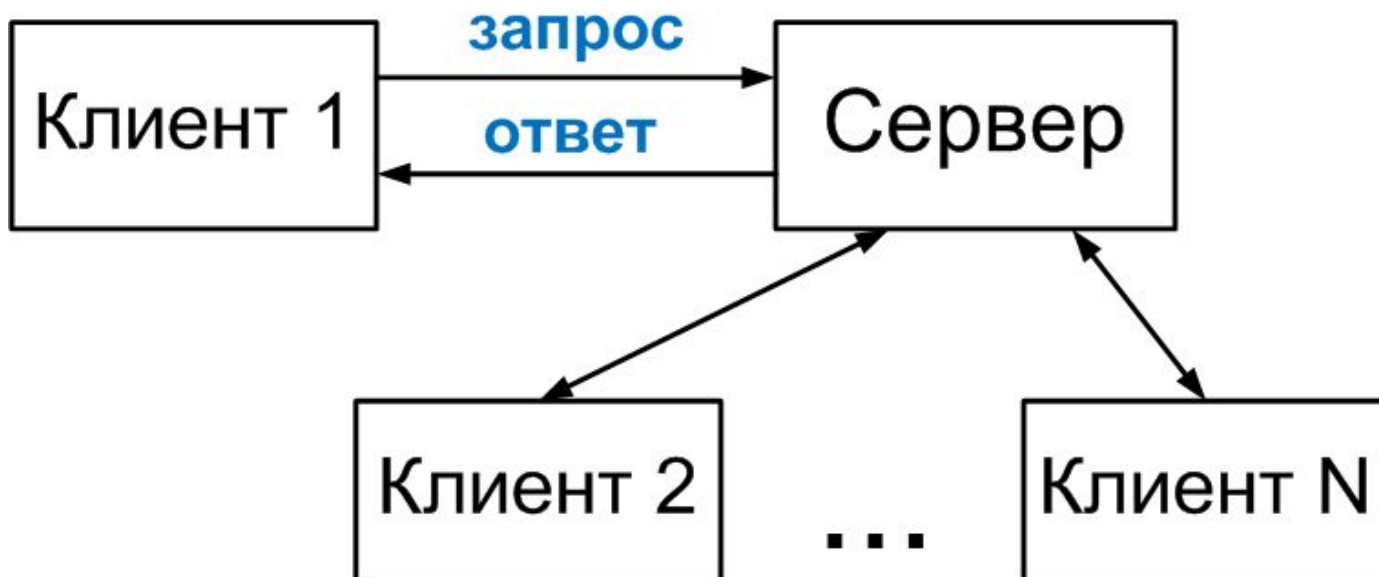 запрос
Клиент 1
Сервер
ответ
Клиент 2
...
Клиент N